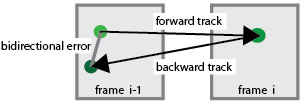 forward track
bidirectional error
backward track
frame i-1
frame i